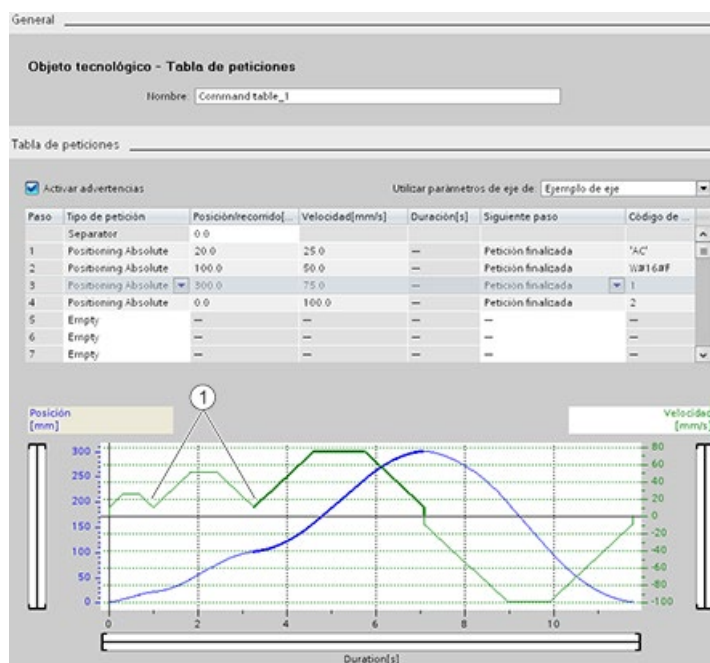 General
Objeto tecnológico - Tabla de peticiones
Nombre: Command table_1
Tabla de peticiones
Activar advertencias Utilizar parámetros de eje de: Ejemplo de eje
Paso Tipo de petición Posición/recorrido[... Velocidad[mm/s] Duración[s] Siguiente paso Código de ...
Separator 0.0
1 Positioning Absolute 20.0 25.0 — Petición finalizada "AC"
2 Positioning Absolute 100.0 50.0 — Petición finalizada W#16#F
3 Positioning Absolute 300.0 75.0 — Petición finalizada 1
4 Positioning Absolute 0.0 100.0 — Petición finalizada 2
5 Empty — — — — —
6 Empty — — — — —
7 Empty — — — — —
1
Posición Velocidad
[mm] [mm/s]
300 80
250 60
200 40
150 20
100 0
50 -20
0 -40
-60
-80
-100
0 2 4 6 8 10
Duration[s]